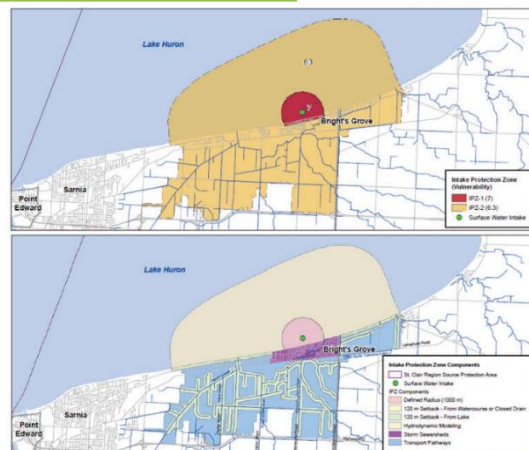 Lake Huron
6.3
7
Bright's Grove
Sarnia
Point
Edward
Intake Protection Zone
(Vulnerability)
IPZ-1 (7)
IPZ-2 (6.3)
Surface Water Intake
Lake Huron
Bright's Grove
Sarnia
Point
Edward
Intake Protection Zone Components
St. Clair Region Source Protection Area
Surface Water Intake
IPZ Components
Defined Radius (1000 m)
120 m Setback - From Watercourse or Closed Drain
120 m Setback - From Lake
Hydrodynamic Modeling
Storm Sewersheds
Transport Pathways